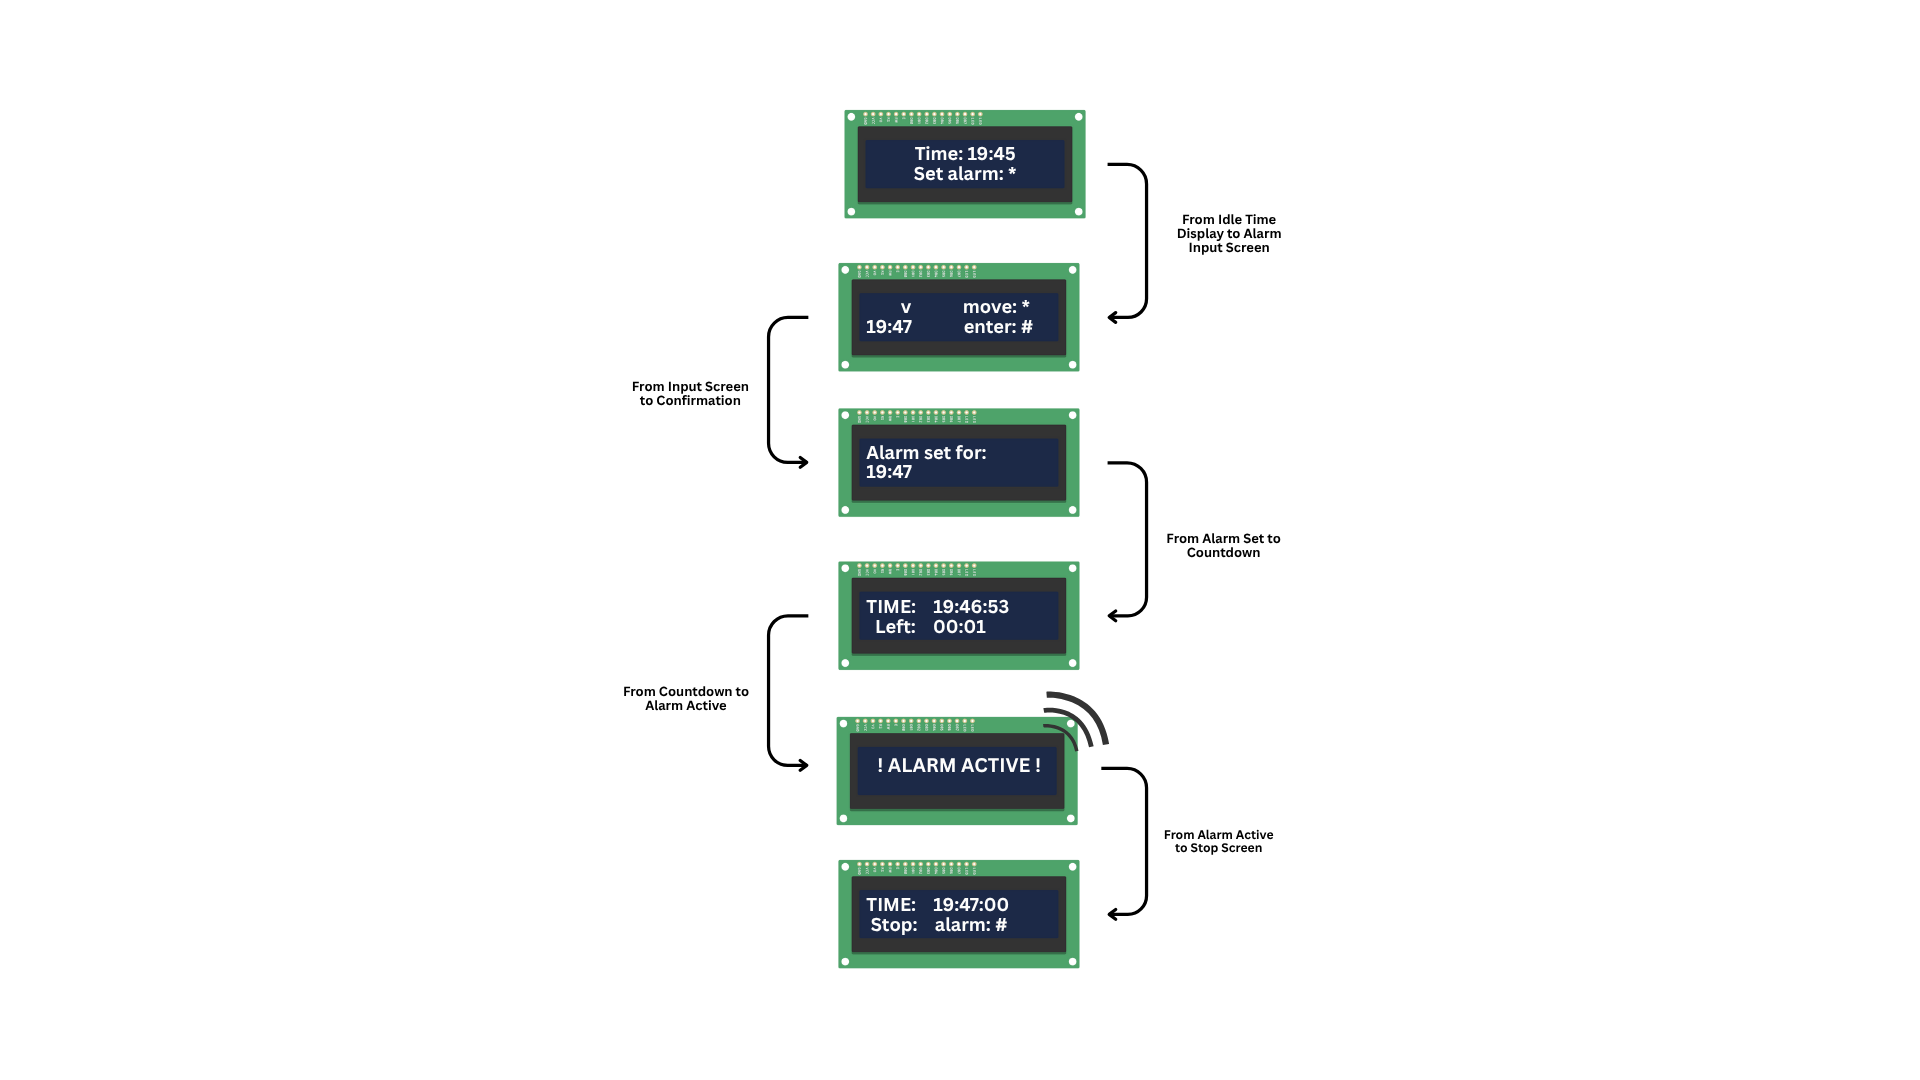 Time: 19:45
Set alarm: *
From Idle Time
Display to Alarm
Input Screen
v move: *
19:47 enter: #
From Input Screen
to Confirmation
Alarm set for:
19:47
From Alarm Set to
Countdown
TIME: 19:46:53
Left: 00:01
From Countdown to
Alarm Active
! ALARM ACTIVE !
From Alarm Active
to Stop Screen
TIME: 19:47:00
Stop: alarm: #